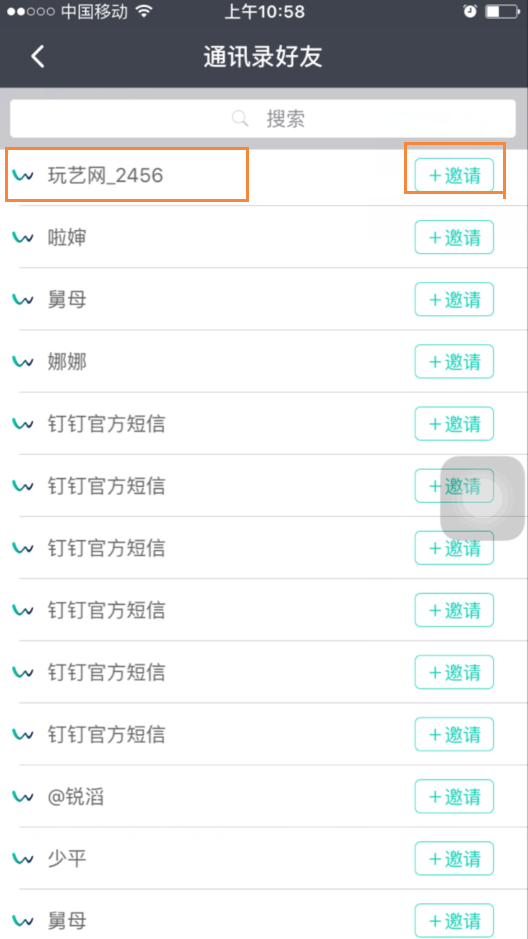 中国移动 上午10:58
通讯录好友
搜索
玩艺网_2456 +邀请
啦婶 +邀请
舅母 +邀请
娜娜 +邀请
钉钉官方短信 +邀请
钉钉官方短信 +邀请
钉钉官方短信 +邀请
钉钉官方短信 +邀请
钉钉官方短信 +邀请
钉钉官方短信 +邀请
@锐滔 +邀请
少平 +邀请
舅母 +邀请